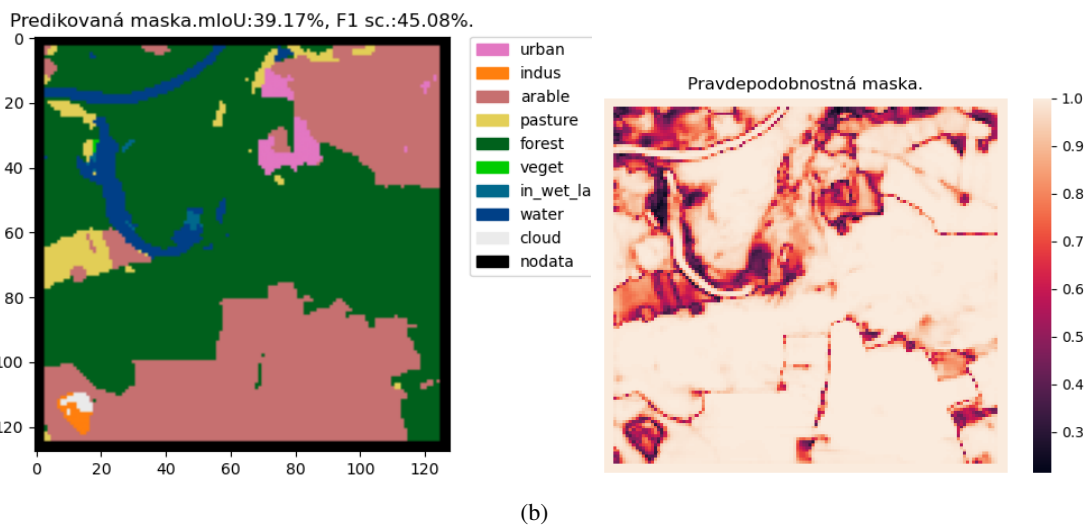 Predikovaná maska.mIoU:39.17%, F1 sc.:45.08%.
0
20
40
60
80
100
120
0 20 40 60 80 100 120
urban
indus
arable
pasture
forest
veget
in_wet_la
water
cloud
nodata
Pravdepodobnostná maska.
1.0
0.9
0.8
0.7
0.6
0.5
0.4
0.3
(b)